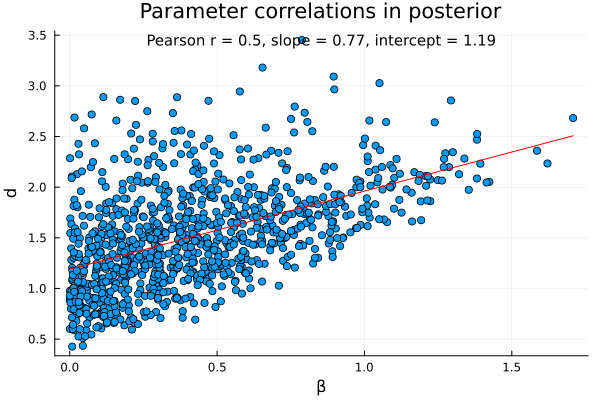 Parameter correlations in posterior
Pearson r = 0.5, slope = 0.77, intercept = 1.19
3.5
3.0
2.5
2.0
1.5
1.0
0.5
d
0.0
0.5
1.0
1.5
β